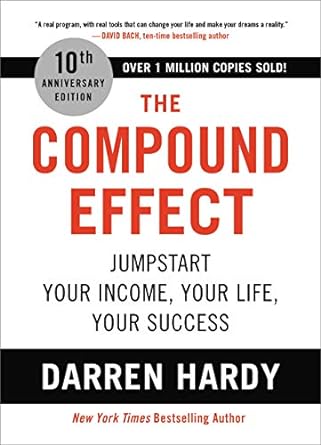 "A real program, with real tools that can change your life and make your dreams a reality."
—DAVID BACH, ten-time bestselling author
10th
ANNIVERSARY
EDITION
OVER 1 MILLION COPIES SOLD!
THE
COMPOUND
EFFECT
JUMPSTART
YOUR INCOME, YOUR LIFE,
YOUR SUCCESS
DARREN HARDY
New York Times Bestselling Author